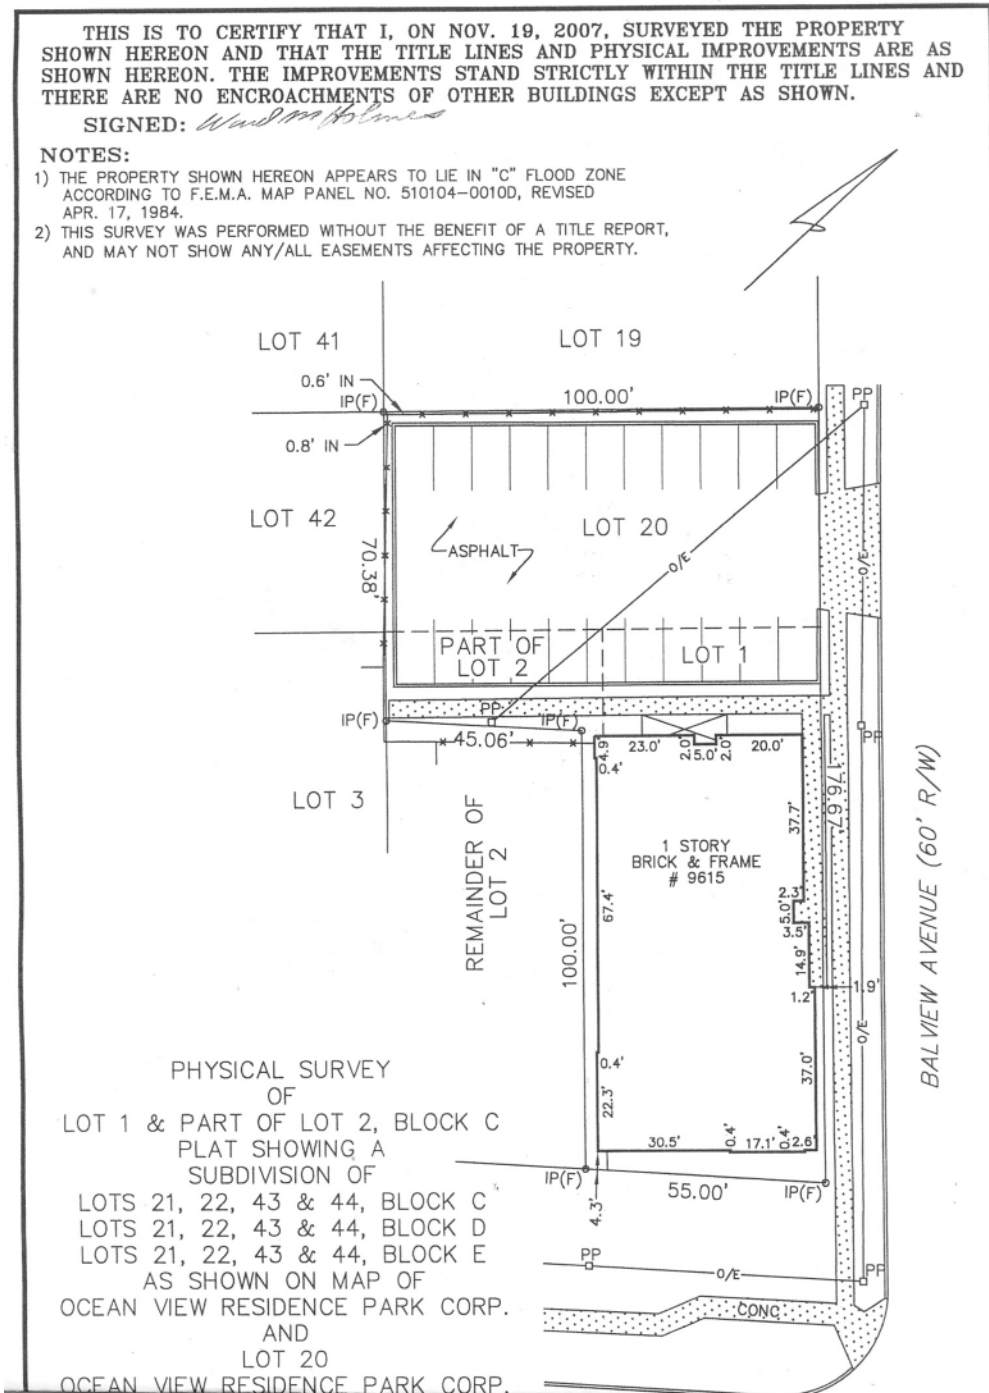 THIS IS TO CERTIFY THAT I, ON NOV. 19, 2007, SURVEYED THE PROPERTY
SHOWN HEREON AND THAT THE TITLE LINES AND PHYSICAL IMPROVEMENTS ARE AS
SHOWN HEREON. THE IMPROVEMENTS STAND STRICTLY WITHIN THE TITLE LINES AND
THERE ARE NO ENCROACHMENTS OF OTHER BUILDINGS EXCEPT AS SHOWN.
SIGNED: Ward M Holmes
NOTES:
1) THE PROPERTY SHOWN HEREON APPEARS TO LIE IN "C" FLOOD ZONE
ACCORDING TO F.E.M.A. MAP PANEL NO. 510104-0010D, REVISED
APR. 17, 1984.
2) THIS SURVEY WAS PERFORMED WITHOUT THE BENEFIT OF A TITLE REPORT,
AND MAY NOT SHOW ANY/ALL EASEMENTS AFFECTING THE PROPERTY.
LOT 41
LOT 19
0.6' IN
IP(F)
100.00'
IP(F)
PP
0.8' IN
LOT 42
LOT 20
ASPHALT
70.38'
O/E
O/E
PART OF
LOT 2
LOT 1
IP(F)
PP
IP(F)
45.06'
4.9'
0.4'
23.0'
2.0'
5.0'
2.0'
20.0'
PP
176.67'
LOT 3
REMAINDER OF
LOT 2
37.7'
1 STORY
BRICK & FRAME
# 9615
67.4'
2.3'
5.0'
3.5'
14.9'
100.00'
1.2'
1.9'
O/E
BALVIEW AVENUE (60' R/W)
0.4'
22.3'
37.0'
30.5'
0.4'
17.1'
0.4'
2.6'
IP(F)
55.00'
IP(F)
4.3'
PP
O/E
PP
CONC
PHYSICAL SURVEY
OF
LOT 1 & PART OF LOT 2, BLOCK C
PLAT SHOWING A
SUBDIVISION OF
LOTS 21, 22, 43 & 44, BLOCK C
LOTS 21, 22, 43 & 44, BLOCK D
LOTS 21, 22, 43 & 44, BLOCK E
AS SHOWN ON MAP OF
OCEAN VIEW RESIDENCE PARK CORP.
AND
LOT 20
OCEAN VIEW RESIDENCE PARK CORP.